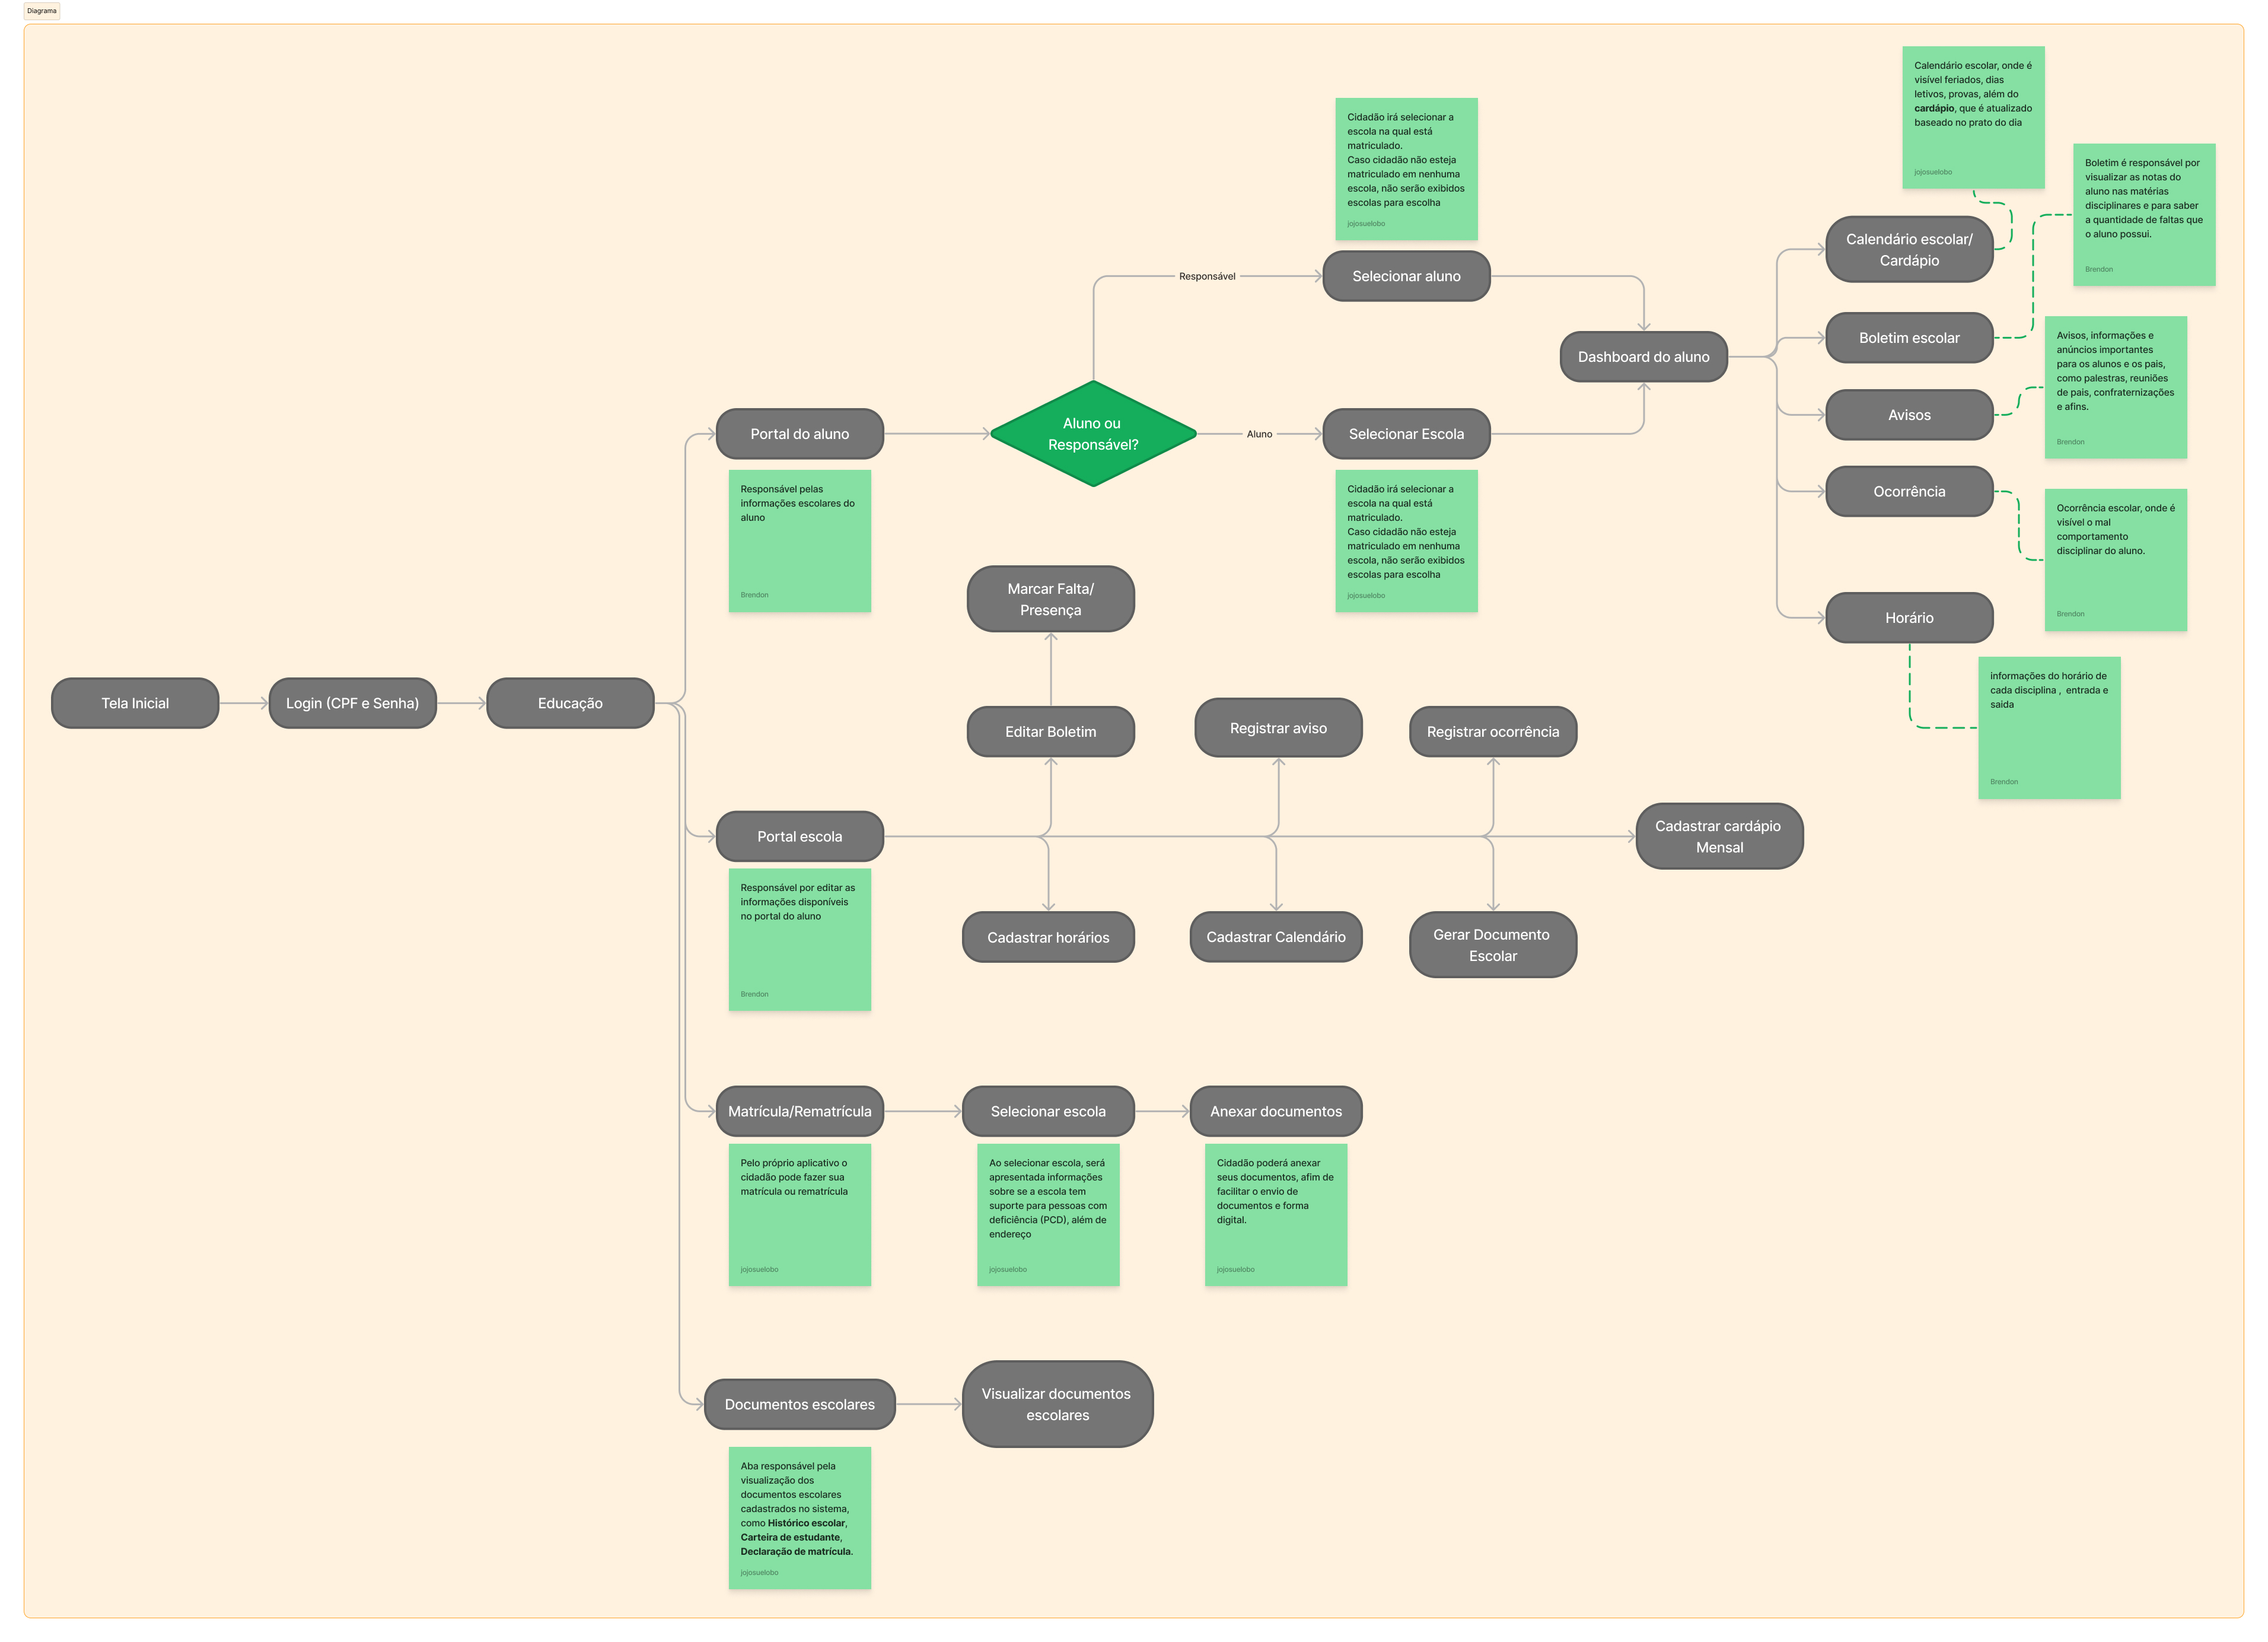 Diagrama
Calendário escolar, onde é
visível feriados, dias
letivos, provas, além do
cardápio, que é atualizado
baseado no prato do dia
jojosuelobo
Cidadão irá selecionar a
escola na qual está
matriculado.
Caso cidadão não esteja
matriculado em nenhuma
escola, não serão exibidos
escolas para escolha
jojosuelobo
Boletim é responsável por
visualizar as notas do
aluno nas matérias
disciplinares e para saber
a quantidade de faltas que
o aluno possui.
Brendon
Calendário escolar/
Cardápio
Responsável
Selecionar aluno
Boletim escolar
Dashboard do aluno
Avisos, informações e
anúncios importantes
para os alunos e os pais,
como palestras, reuniões
de pais, confraternizações
e afins.
Brendon
Avisos
Portal do aluno
Aluno ou
Responsável?
Aluno
Selecionar Escola
Ocorrência
Ocorrência escolar, onde é
visível o mal
comportamento
disciplinar do aluno.
Brendon
Responsável pelas
informações escolares do
aluno
Brendon
Cidadão irá selecionar a
escola na qual está
matriculado.
Caso cidadão não esteja
matriculado em nenhuma
escola, não serão exibidos
escolas para escolha
jojosuelobo
Marcar Falta/
Presença
Horário
informações do horário de
cada disciplina ,  entrada e
saida
Brendon
Tela Inicial
Login (CPF e Senha)
Educação
Editar Boletim
Registrar aviso
Registrar ocorrência
Portal escola
Cadastrar cardápio
Mensal
Responsável por editar as
informações disponíveis
no portal do aluno
Brendon
Cadastrar horários
Cadastrar Calendário
Gerar Documento
Escolar
Matrícula/Rematrícula
Selecionar escola
Anexar documentos
Pelo próprio aplicativo o
cidadão pode fazer sua
matrícula ou rematrícula
jojosuelobo
Ao selecionar escola, será
apresentada informações
sobre se a escola tem
suporte para pessoas com
deficiência (PCD), além de
endereço
jojosuelobo
Cidadão poderá anexar
seus documentos, afim de
facilitar o envio de
documentos e forma
digital.
jojosuelobo
Documentos escolares
Visualizar documentos
escolares
Aba responsável pela
visualização dos
documentos escolares
cadastrados no sistema,
como Histórico escolar,
Carteira de estudante,
Declaração de matrícula.
jojosuelobo